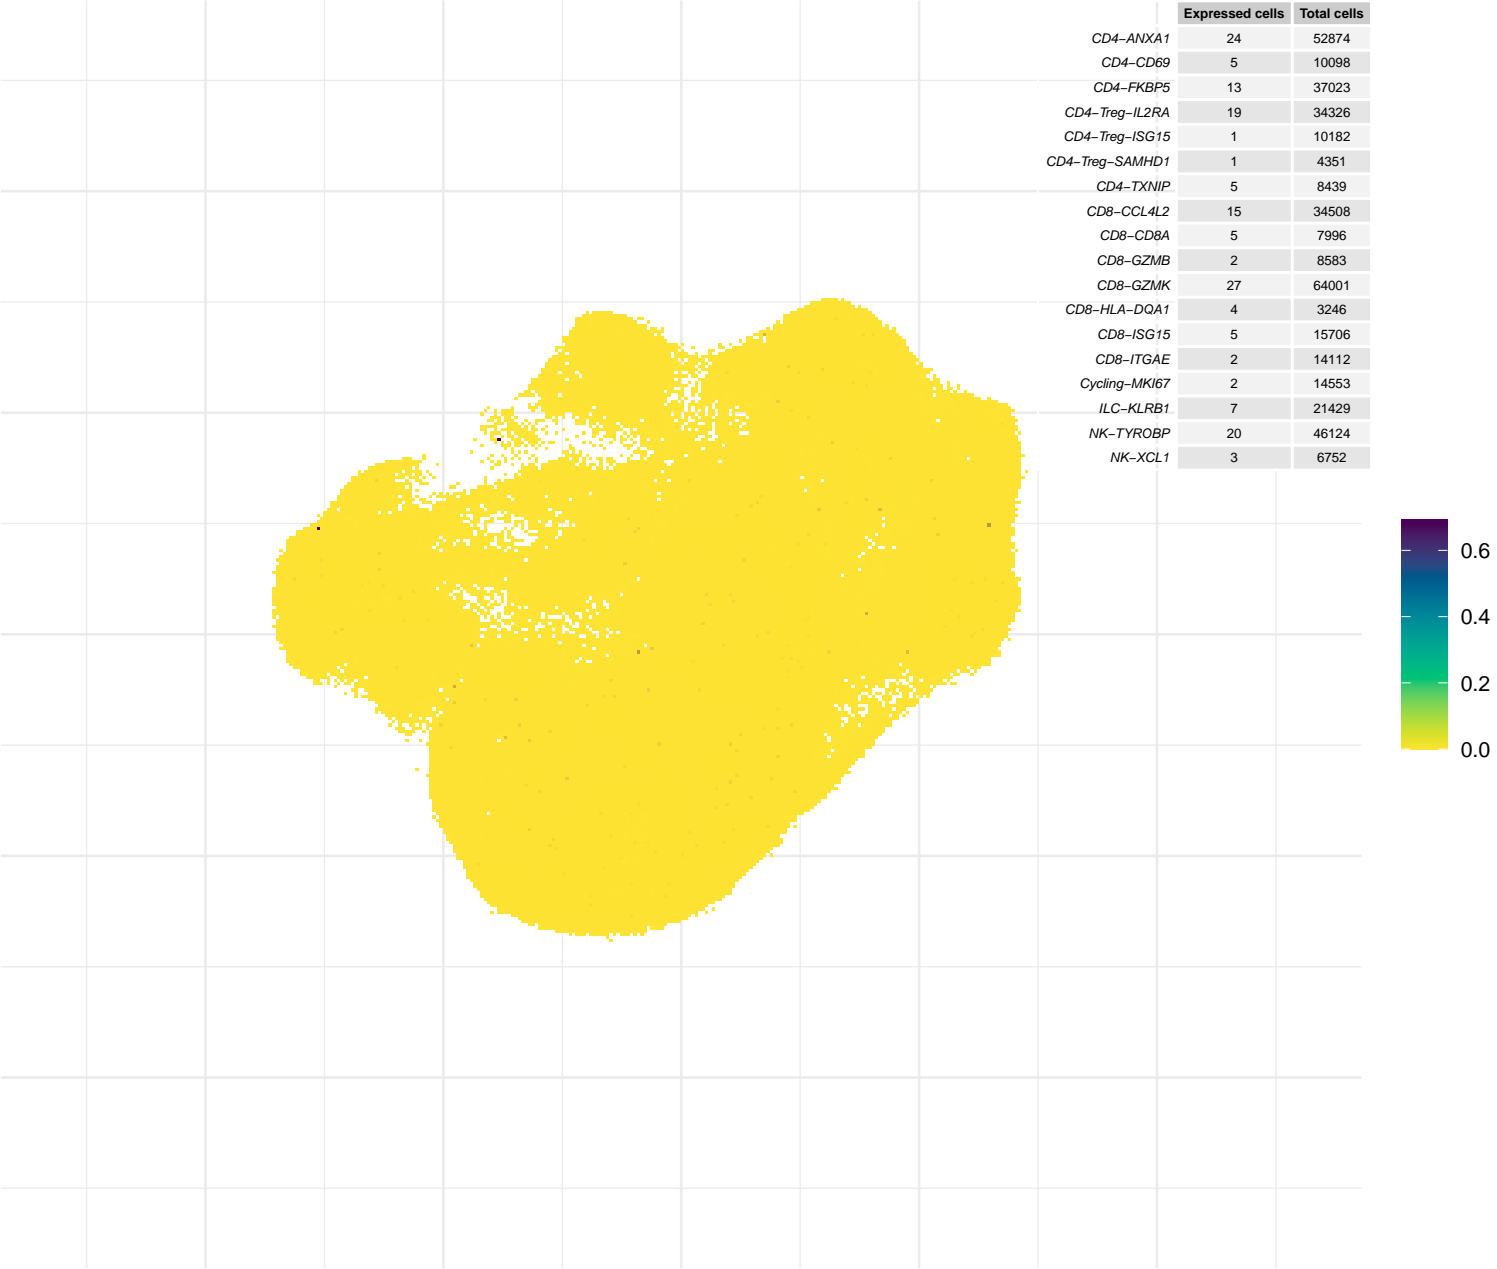 Expressed cells Total cells
CD4−ANXA1 24 52874
CD4−CD69 5 10098
CD4−FKBP5 13 37023
CD4−Treg−IL2RA 19 34326
CD4−Treg−ISG15 1 10182
CD4−Treg−SAMHD1 1 4351
CD4−TXNIP 5 8439
CD8−CCL4L2 15 34508
CD8−CD8A 5 7996
CD8−GZMB 2 8583
CD8−GZMK 27 64001
CD8−HLA−DQA1 4 3246
CD8−ISG15 5 15706
CD8−ITGAE 2 14112
Cycling−MKI67 2 14553
ILC−KLRB1 7 21429
NK−TYROBP 20 46124
NK−XCL1 3 6752
0.6
0.4
0.2
0.0